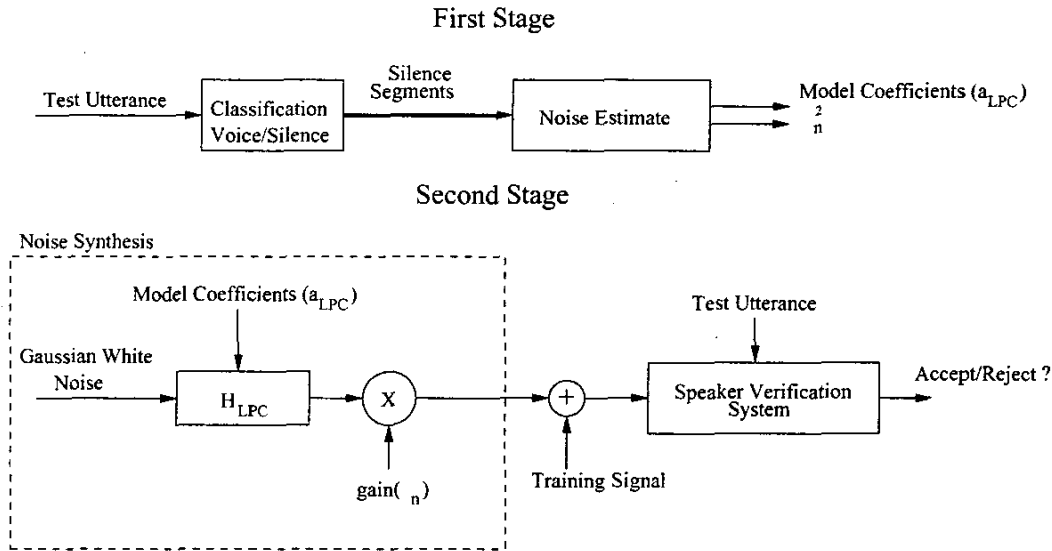 First Stage
Test Utterance
Classification
Voice/Silence
Silence
Segments
Noise Estimate
Model Coefficients (a_LPC)
2
n
Second Stage
Noise Synthesis
Model Coefficients (a_LPC)
Gaussian White
Noise
H_LPC
X
gain( n)
+
Training Signal
Test Utterance
Speaker Verification
System
Accept/Reject ?